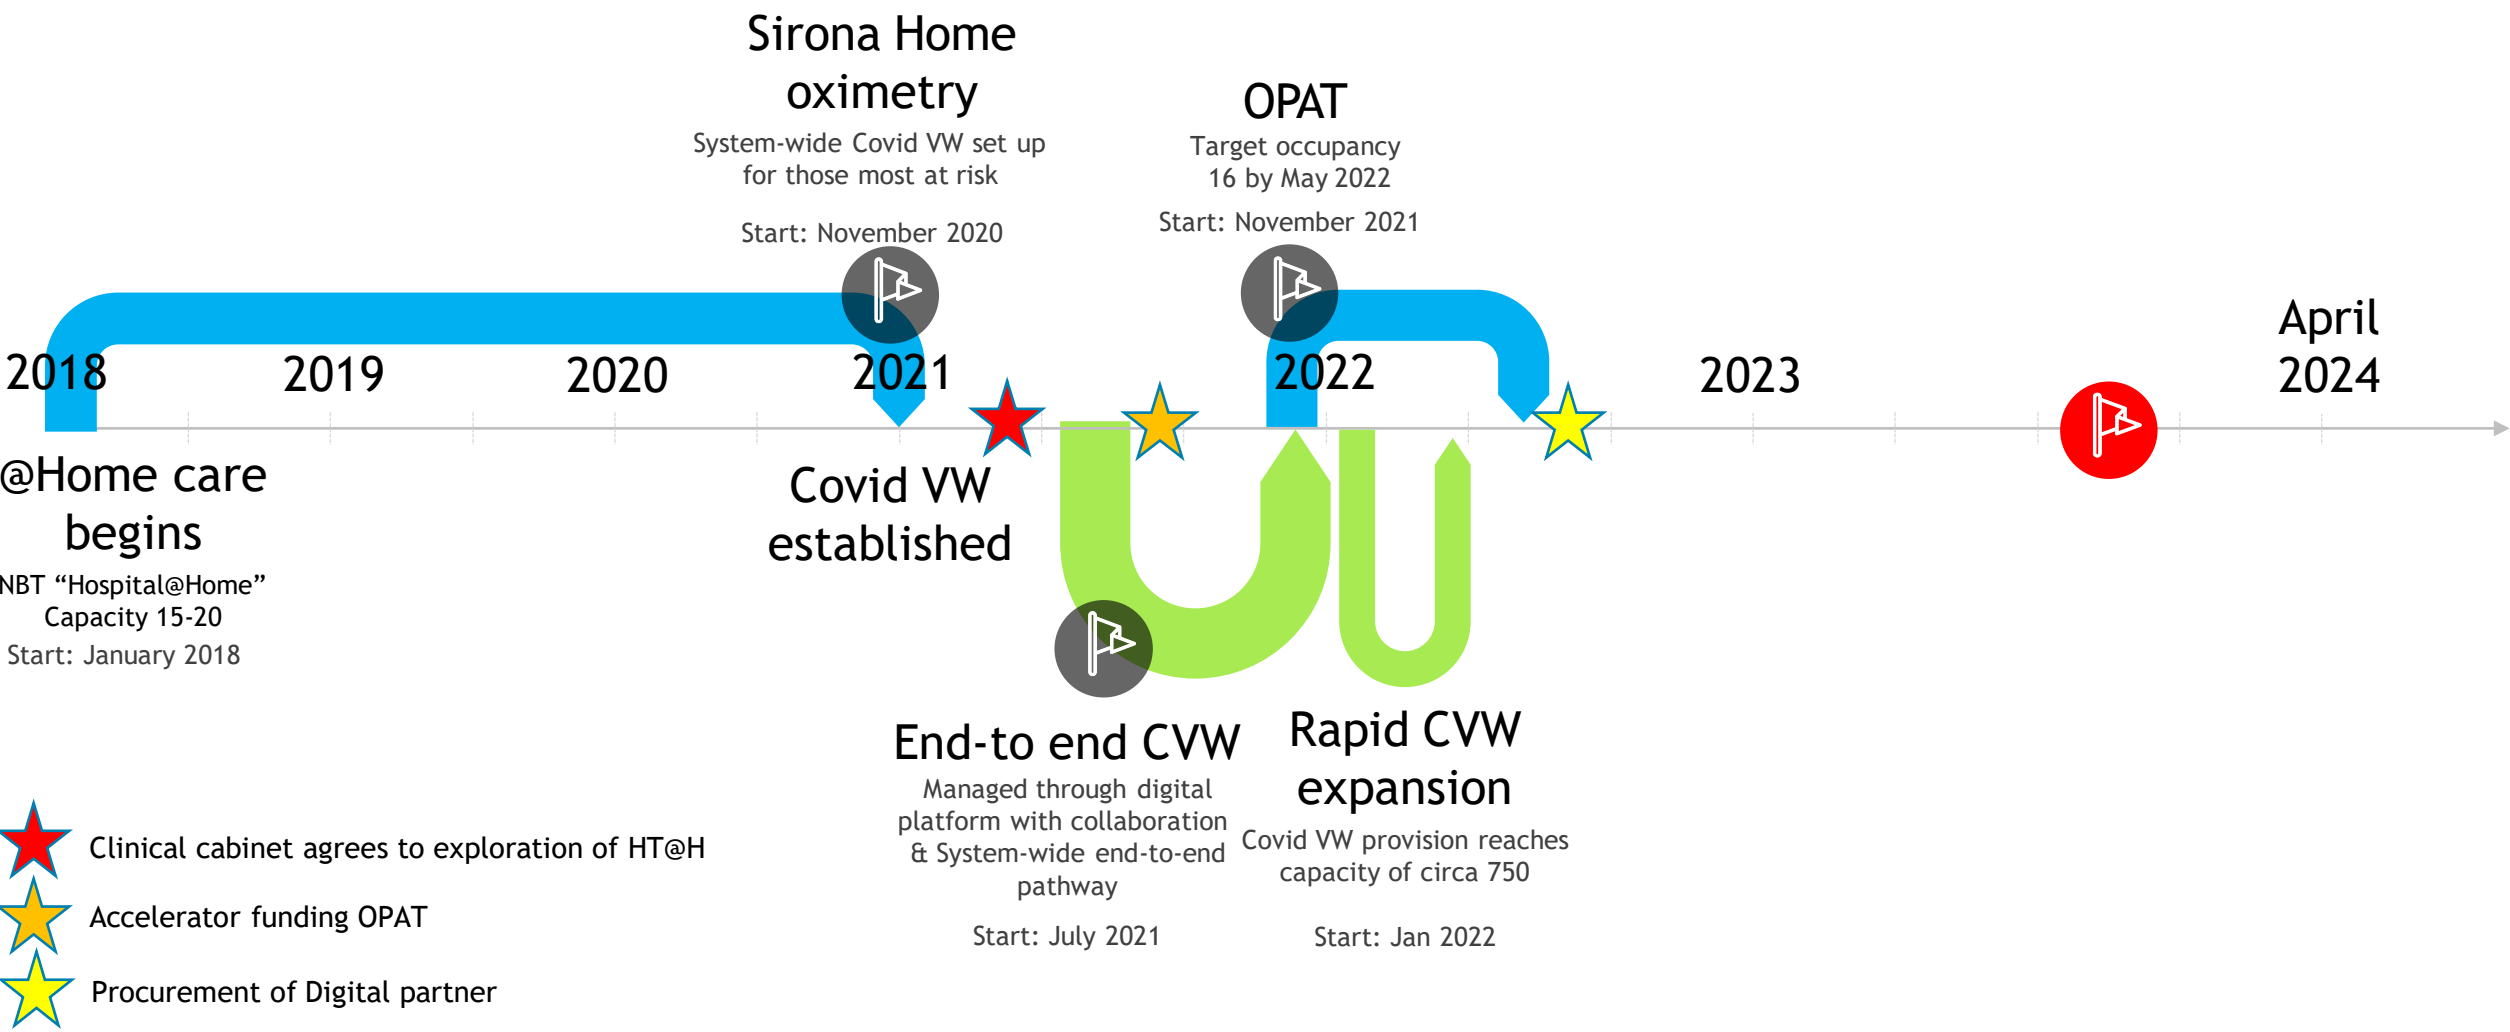 Sirona Home
oximetry
System-wide Covid VW set up
for those most at risk
Start: November 2020
OPAT
Target occupancy
16 by May 2022
Start: November 2021
2018
2019
2020
2021
2022
2023
April
2024
@Home care
begins
NBT “Hospital@Home”
Capacity 15-20
Start: January 2018
Covid VW
established
End-to end CVW
Managed through digital
platform with collaboration
& System-wide end-to-end
pathway
Start: July 2021
Rapid CVW
expansion
Covid VW provision reaches
capacity of circa 750
Start: Jan 2022
Clinical cabinet agrees to exploration of HT@H
Accelerator funding OPAT
Procurement of Digital partner